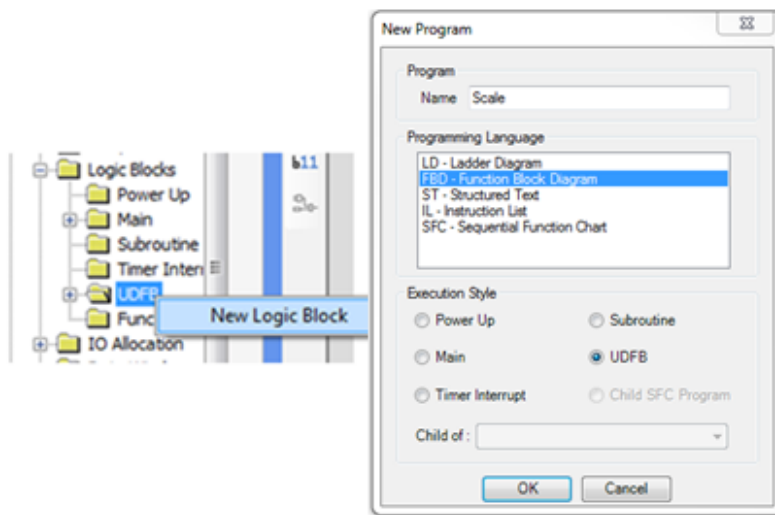 Logic Blocks
Power Up
Main
Subroutine
Timer Inter
UDFB
Func
New Logic Block
IO Allocation
New Program
Program
Name Scale
Programming Language
LD - Ladder Diagram
FBD - Function Block Diagram
ST - Structured Text
IL - Instruction List
SFC - Sequential Function Chart
Execution Style
Power Up Subroutine
Main UDFB
Timer Interrupt Child SFC Program
Child of :
OK Cancel